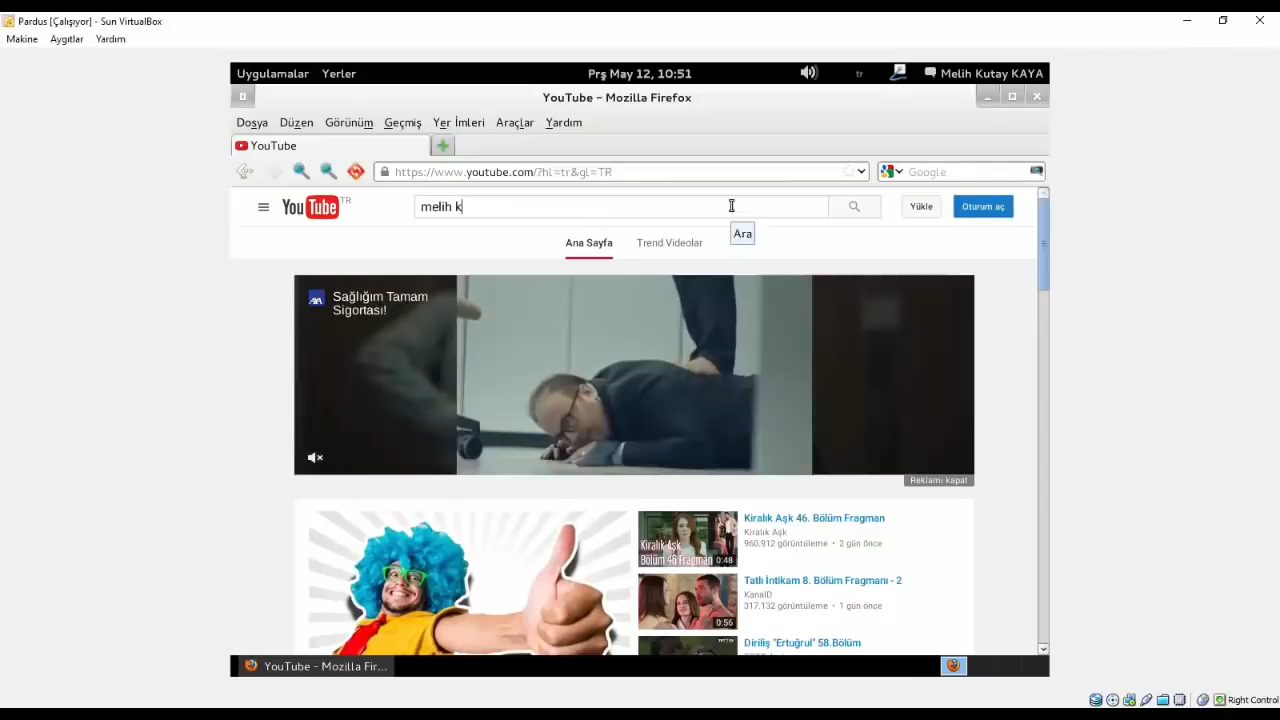 Pardus [Çalışıyor] - Sun VirtualBox
Makine Aygıtlar Yardım
Uygulamalar Yerler Prş May 12, 10:51 tr Melih Kutay KAYA
YouTube – Mozilla Firefox
Dosya Düzen Görünüm Geçmiş Yer İmleri Araçlar Yardım
YouTube
https://www.youtube.com/?hl=tr&gl=TR Google
YouTube TR melih k Yükle Oturum aç
Ara
Ana Sayfa Trend Videolar
AXA Sağlığım Tamam
Sigortası!
Reklamı kapat
Kiralık Aşk 46. Bölüm Fragman
Kiralık Aşk
960.912 görüntüleme • 2 gün önce
Kiralık Aşk
Bölüm 46 Fragman 0:48
Tatlı İntikam 8. Bölüm Fragmanı - 2
KanalD
317.132 görüntüleme • 1 gün önce
0:56
Diriliş "Ertuğrul" 58.Bölüm
YouTube – Mozilla Fir...
Right Control